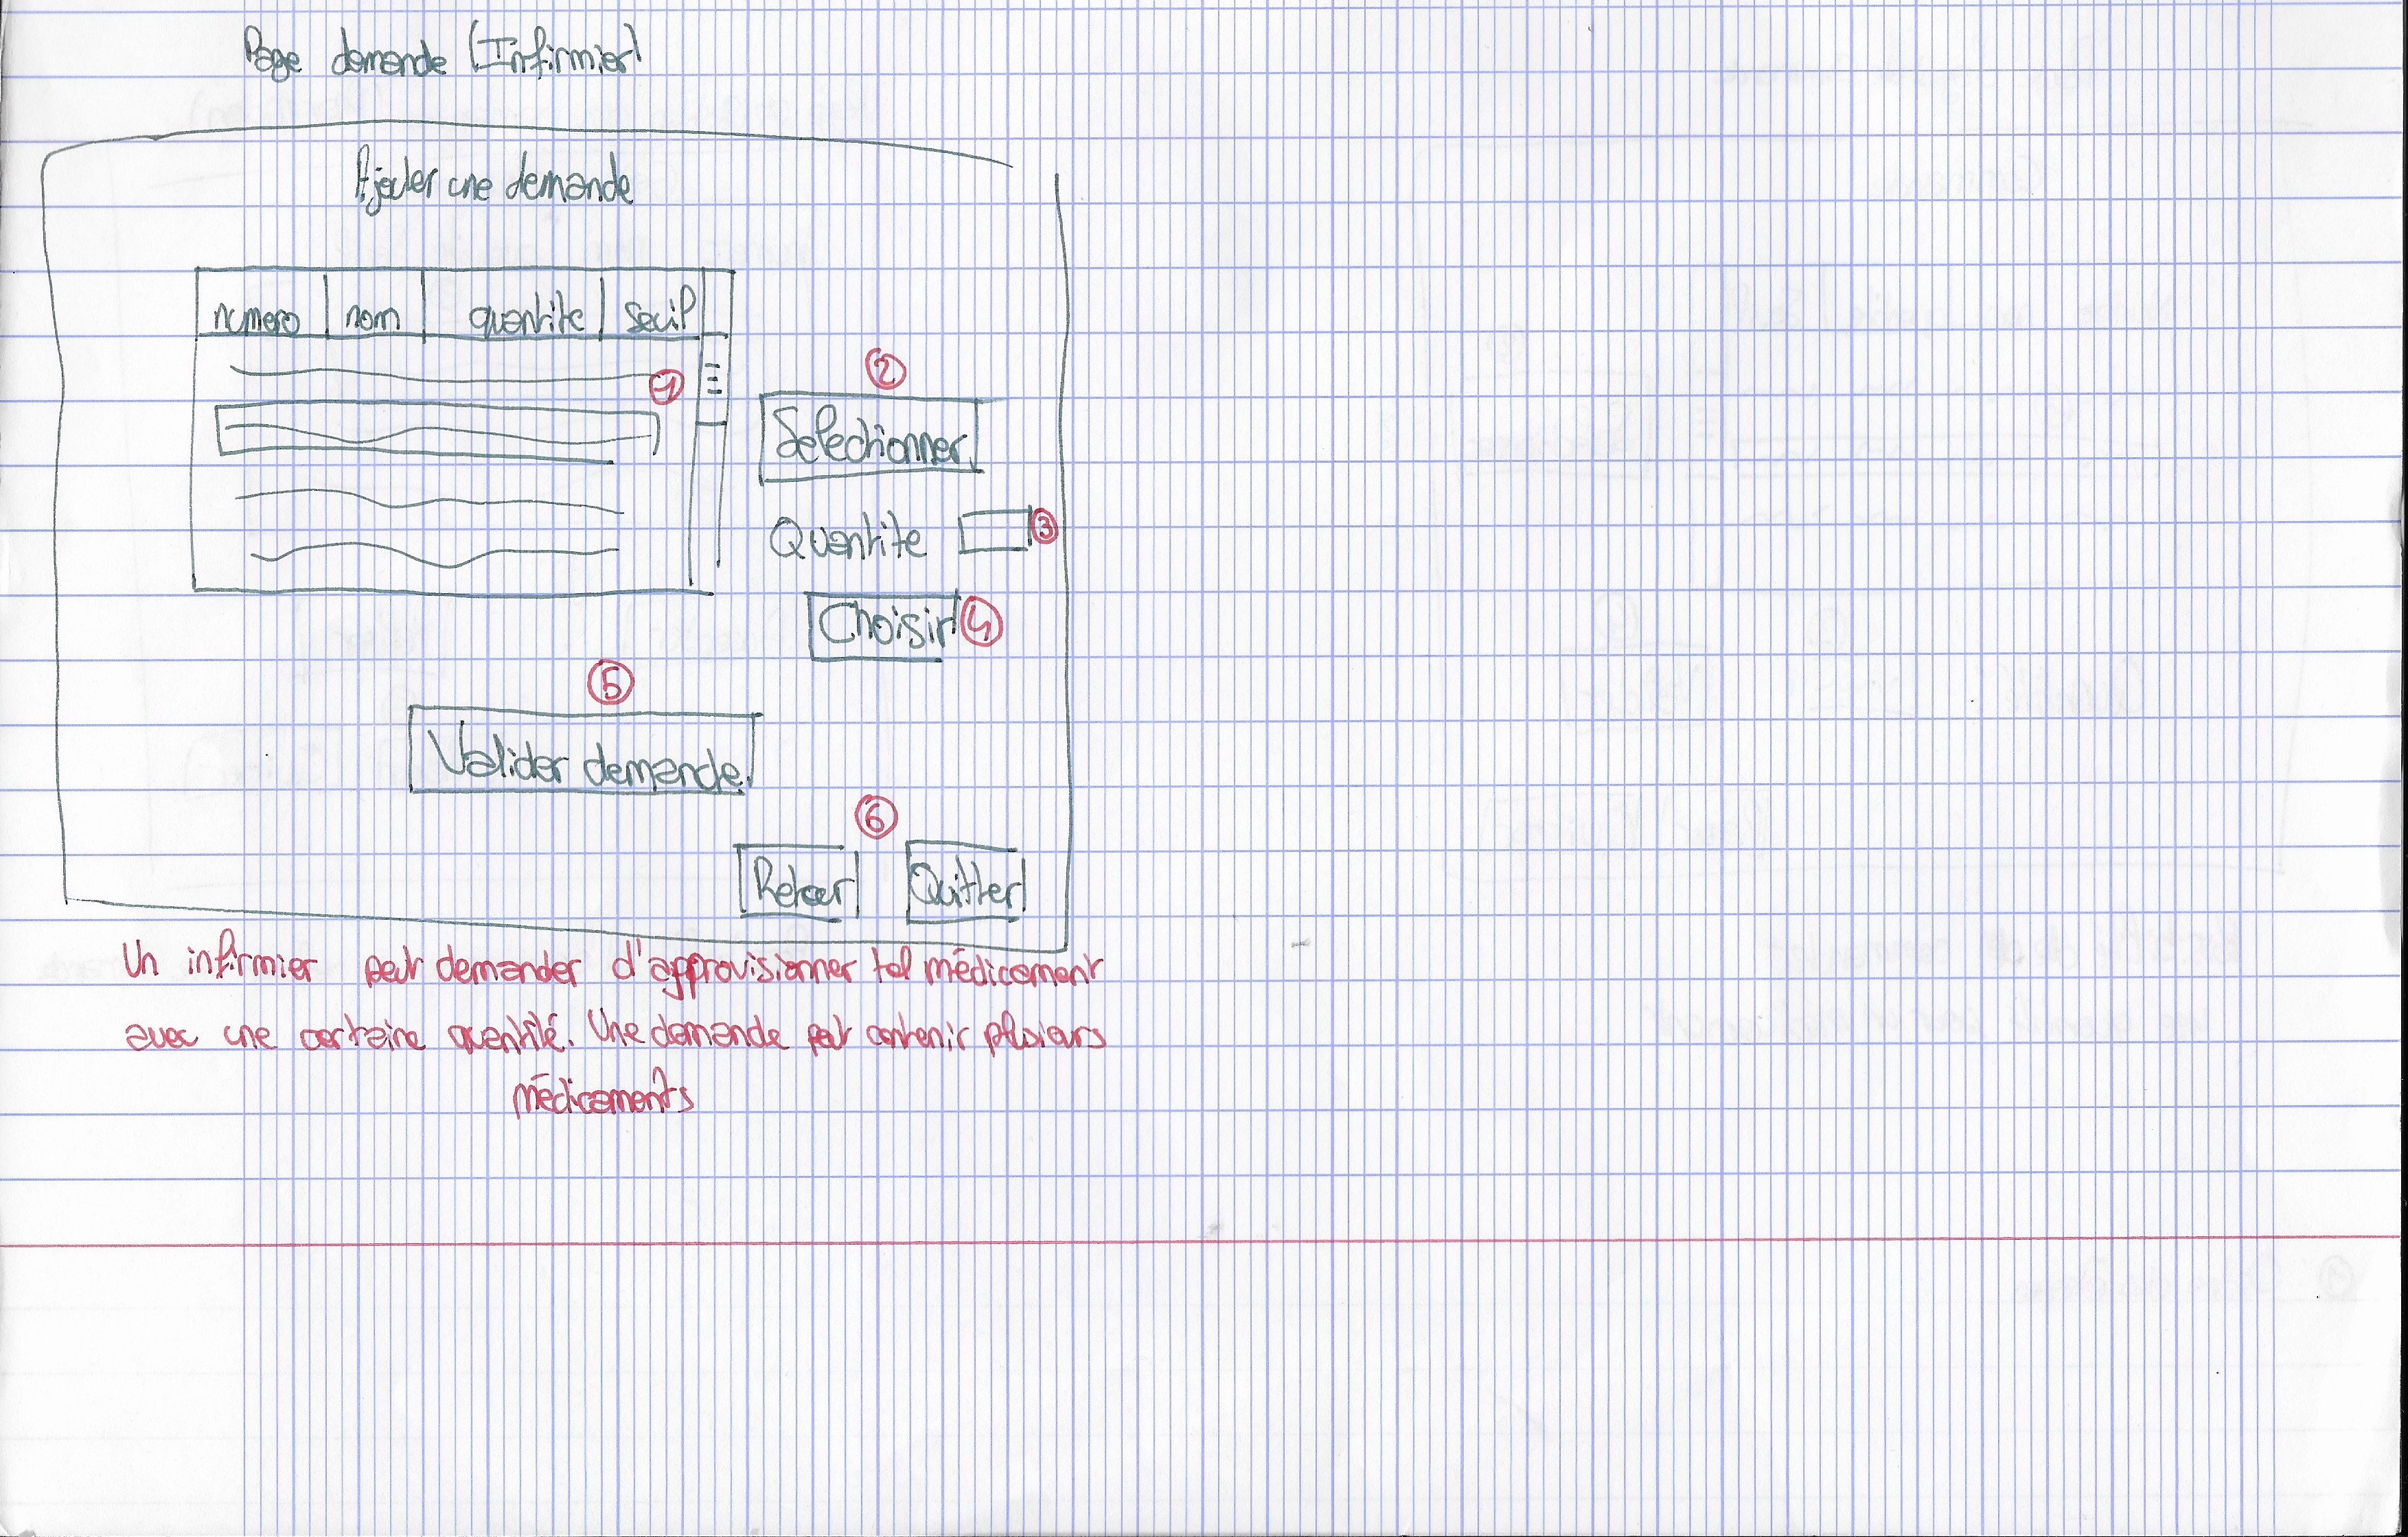 Page demande (Infirmier)
Ajouter une demande
numero nom quantite seuil
1
2
Selectionner
Quantite 3
Choisir 4
5
Valider demande
6
Retour Quitter
Un infirmier peut demander d'approvisionner tel médicament
avec une certaine quantité. Une demande peut contenir plusieurs
médicaments